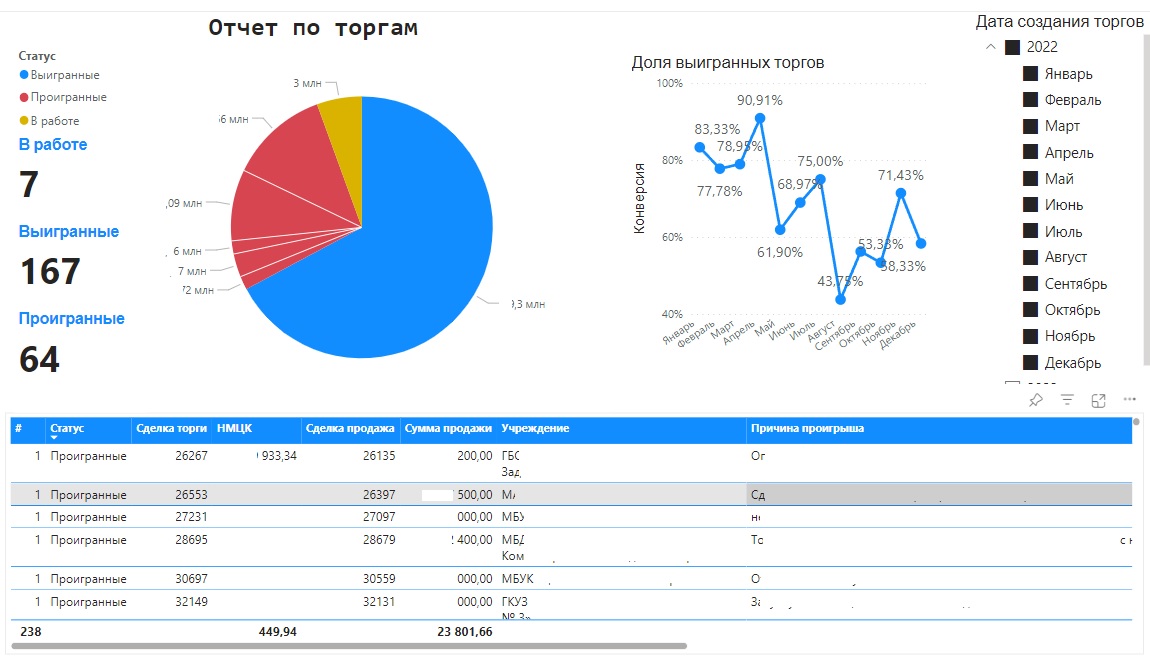 Отчет по торгам
Статус
Выигранные
Проигранные
В работе
В работе
7
Выигранные
167
Проигранные
64
3 млн
6 млн
,09 млн
6 млн
7 млн
72 млн
9,3 млн
Доля выигранных торгов
Конверсия
100%
80%
60%
40%
83,33%
77,78%
78,95%
90,91%
61,90%
68,97%
75,00%
43,75%
53,33%
71,43%
58,33%
Январь
Февраль
Март
Апрель
Май
Июнь
Июль
Август
Сентябрь
Октябрь
Ноябрь
Декабрь
Дата создания торгов
2022
Январь
Февраль
Март
Апрель
Май
Июнь
Июль
Август
Сентябрь
Октябрь
Ноябрь
Декабрь
# Статус Сделка торги НМЦК Сделка продажа Сумма продажи Учреждение Причина проигрыша
1 Проигранные 26267 933,34 26135 200,00 ГБС Ог
Зад
1 Проигранные 26553 26397 500,00 Сд
1 Проигранные 27231 27097 000,00 МБУ
1 Проигранные 28695 28679 400,00 МБД То с
Ком
1 Проигранные 30697 30559 000,00 МБУК
1 Проигранные 32149 32131 000,00 ГКУЗ За
238 449,94 23 801,66